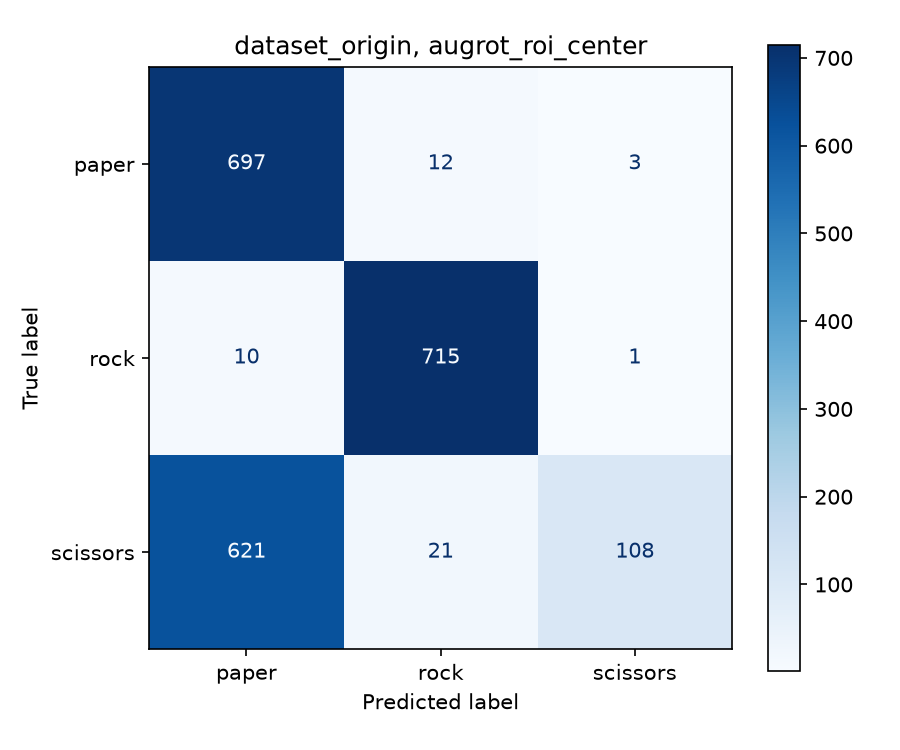 dataset_origin, augrot_roi_center
True label
paper
697
12
3
rock
10
715
1
scissors
621
21
108
paper
rock
scissors
Predicted label
700
600
500
400
300
200
100